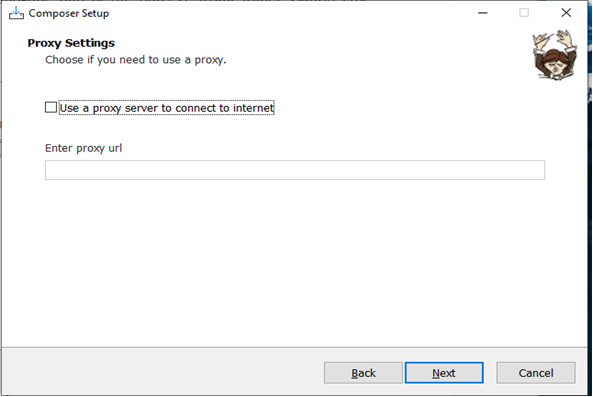 Composer Setup
Proxy Settings
Choose if you need to use a proxy.
Use a proxy server to connect to internet
Enter proxy url
Back
Next
Cancel